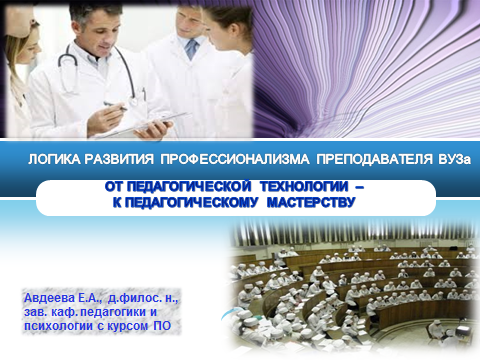 ЛОГИКА РАЗВИТИЯ ПРОФЕССИОНАЛИЗМА ПРЕПОДАВАТЕЛЯ ВУЗа
ОТ ПЕДАГОГИЧЕСКОЙ ТЕХНОЛОГИИ –
К ПЕДАГОГИЧЕСКОМУ МАСТЕРСТВУ
Авдеева Е.А., д.филос. н.,
зав. каф. педагогики и
психологии с курсом ПО